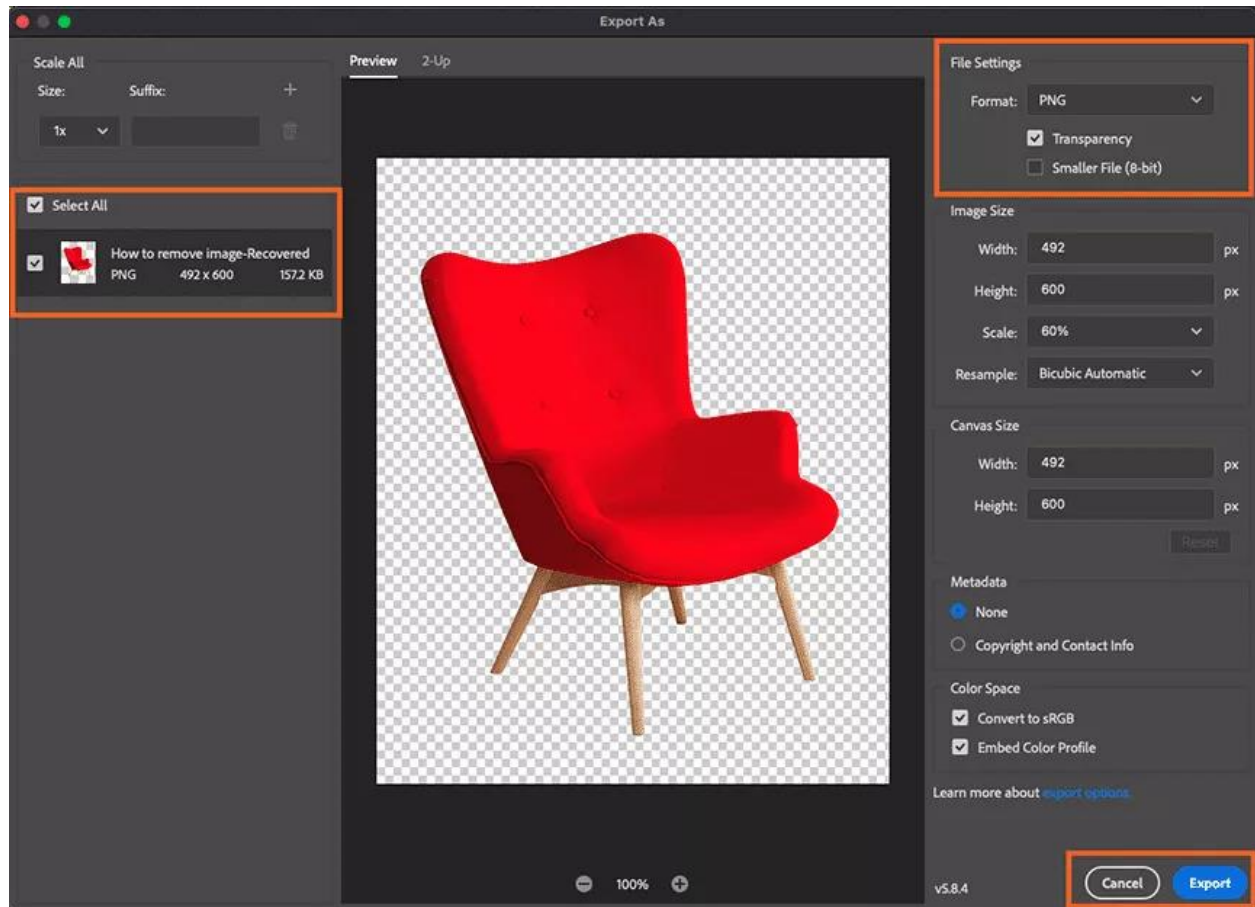 Export As
Scale All
Size: Suffix:
1x
Select All
How to remove image-Recovered
PNG 492 x 600 157.2 KB
Preview 2-Up
100%
File Settings
Format: PNG
Transparency
Smaller File (8-bit)
Image Size
Width: 492 px
Height: 600 px
Scale: 60%
Resample: Bicubic Automatic
Canvas Size
Width: 492 px
Height: 600 px
Reset
Metadata
None
Copyright and Contact Info
Color Space
Convert to sRGB
Embed Color Profile
Learn more about export options.
v5.8.4 Cancel Export